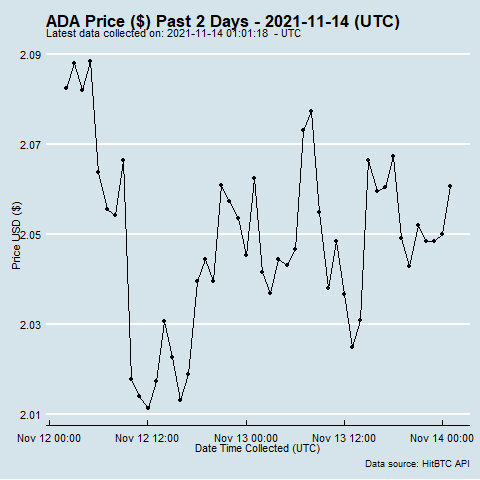 ADA Price ($) Past 2 Days - 2021-11-14 (UTC)
Latest data collected on: 2021-11-14 01:01:18 - UTC
2.09
2.07
2.05
2.03
2.01
Price USD ($)
Nov 12 00:00 Nov 12 12:00 Nov 13 00:00 Nov 13 12:00 Nov 14 00:00
Date Time Collected (UTC)
Data source: HitBTC API